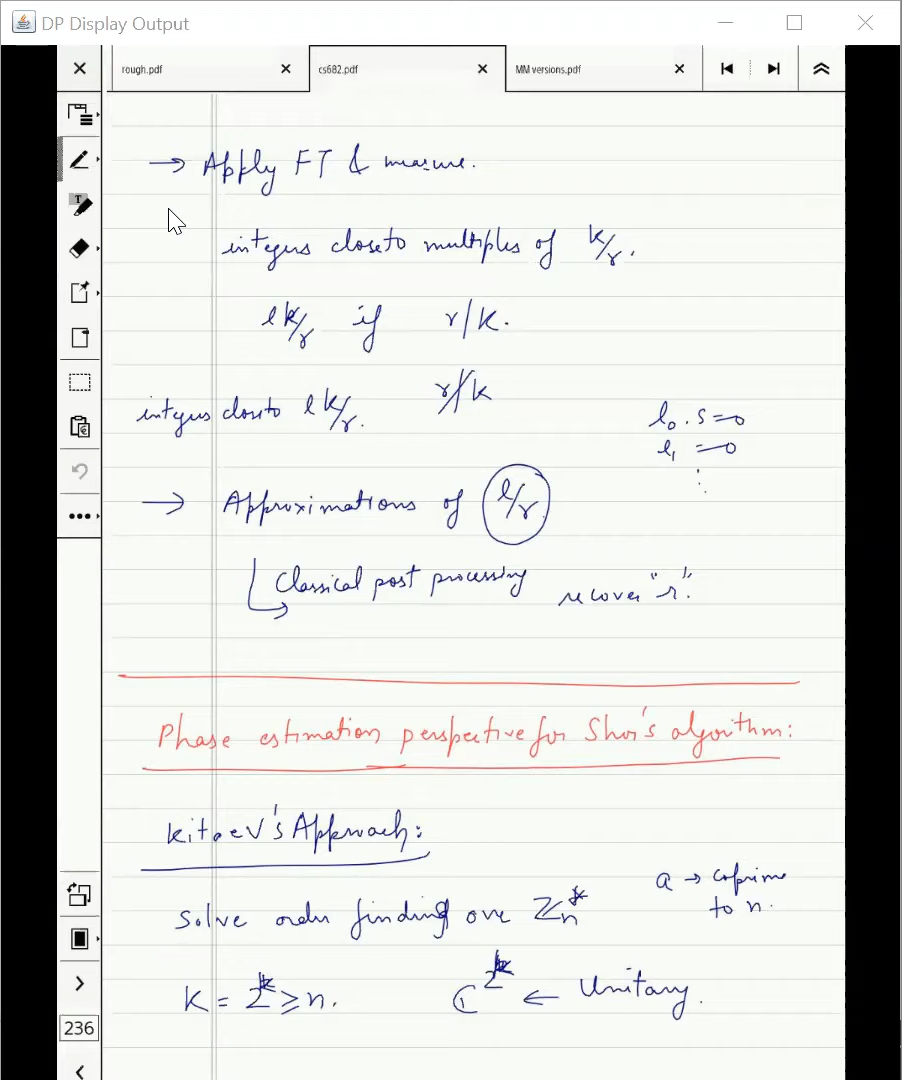 DP Display Output
rough.pdf
cs682.pdf
MM versions.pdf
→ Apply FT & measure.
integers close to multiples of k/r.
lk/r if r/K.
integers close to l k/r. r∤K
l₀ . s = 0
l₁ = 0
⋮
→ Approximations of l/r
Classical post processing recover "r".
Phase estimation perspective for Shor's algorithm:
Kitaev's Approach:
Solve order finding over ℤₙ* a → coprime to n.
K = 2ᵏ ≥ n. ℂ^2ᵏ ← Unitary.
236